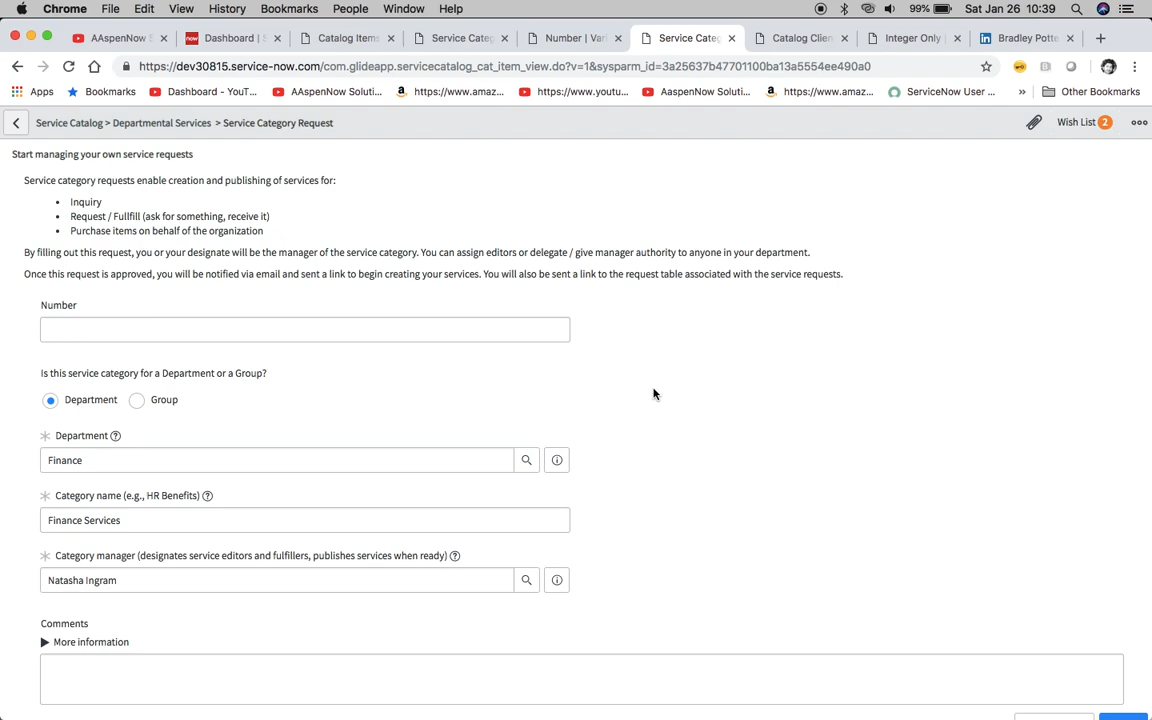 Chrome File Edit View History Bookmarks People Window Help 99% Sat Jan 26 10:39
AAspenNow S Dashboard | S Catalog Items Service Categ Number | Vari Service Categ Catalog Clien Integer Only Bradley Potte
https://dev30815.service-now.com/com.glideapp.servicecatalog_cat_item_view.do?v=1&sysparm_id=3a25637b47701100ba13a5554ee490a0
Apps Bookmarks Dashboard - YouT... AAspenNow Soluti... https://www.amaz... https://www.youtu... AaspenNow Soluti... https://www.amaz... ServiceNow User ... » Other Bookmarks
Service Catalog > Departmental Services > Service Category Request Wish List 2
Start managing your own service requests
Service category requests enable creation and publishing of services for:
• Inquiry
• Request / Fullfill (ask for something, receive it)
• Purchase items on behalf of the organization
By filling out this request, you or your designate will be the manager of the service category. You can assign editors or delegate / give manager authority to anyone in your department.
Once this request is approved, you will be notified via email and sent a link to begin creating your services. You will also be sent a link to the request table associated with the service requests.
Number
Is this service category for a Department or a Group?
Department Group
Department
Finance
Category name (e.g., HR Benefits)
Finance Services
Category manager (designates service editors and fulfillers, publishes services when ready)
Natasha Ingram
Comments
More information